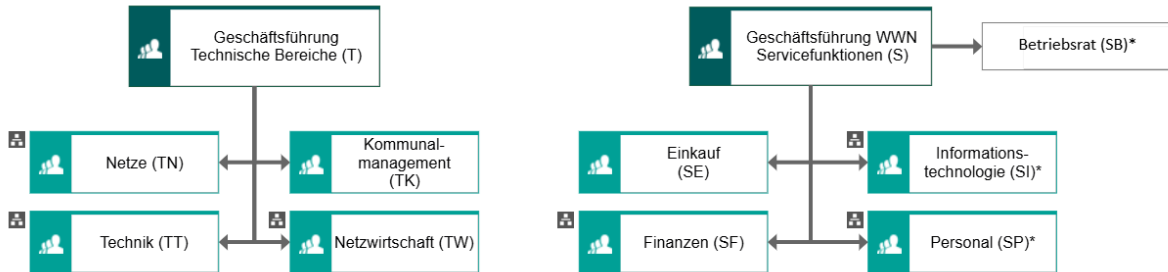 Geschäftsführung
Technische Bereiche (T)
Netze (TN)
Kommunal-
management
(TK)
Technik (TT)
Netzwirtschaft (TW)
Geschäftsführung WWN
Servicefunktionen (S)
Betriebsrat (SB)*
Einkauf
(SE)
Informations-
technologie (SI)*
Finanzen (SF)
Personal (SP)*